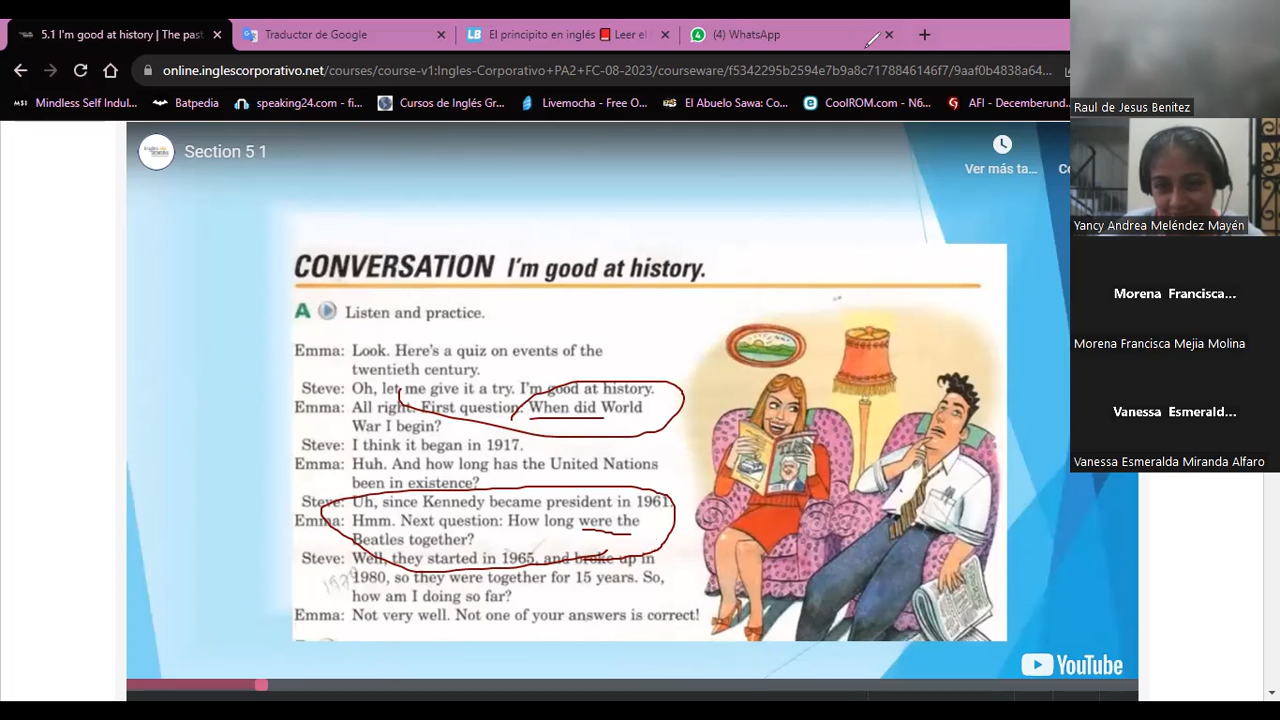 5.1 I'm good at history | The past
Traductor de Google
LB El principito en inglés 📕 Leer el
(4) WhatsApp
online.inglescorporativo.net/courses/course-v1:Ingles-Corporativo+PA2+FC-08-2023/courseware/f5342295b2594e7b9a8c7178846146f7/9aaf0b4838a64...
MSI Mindless Self Indul...
Batpedia
speaking24.com - fi...
Cursos de Inglés Gr...
Livemocha - Free O...
El Abuelo Sawa: Co...
CoolROM.com - N6...
AFI - Decemberund...
Section 5 1
Ver más ta...
CONVERSATION I'm good at history.
A Listen and practice.
Emma: Look. Here's a quiz on events of the
twentieth century.
Steve: Oh, let me give it a try. I'm good at history.
Emma: All right. First question: When did World
War I begin?
Steve: I think it began in 1917.
Emma: Huh. And how long has the United Nations
been in existence?
Steve: Uh, since Kennedy became president in 1961.
Emma: Hmm. Next question: How long were the
Beatles together?
Steve: Well, they started in 1965, and broke up in
1980, so they were together for 15 years. So,
how am I doing so far?
Emma: Not very well. Not one of your answers is correct!
YouTube
Raul de Jesus Benitez
Yancy Andrea Meléndez Mayén
Morena Francisca...
Morena Francisca Mejia Molina
Vanessa Esmerald...
Vanessa Esmeralda Miranda Alfaro